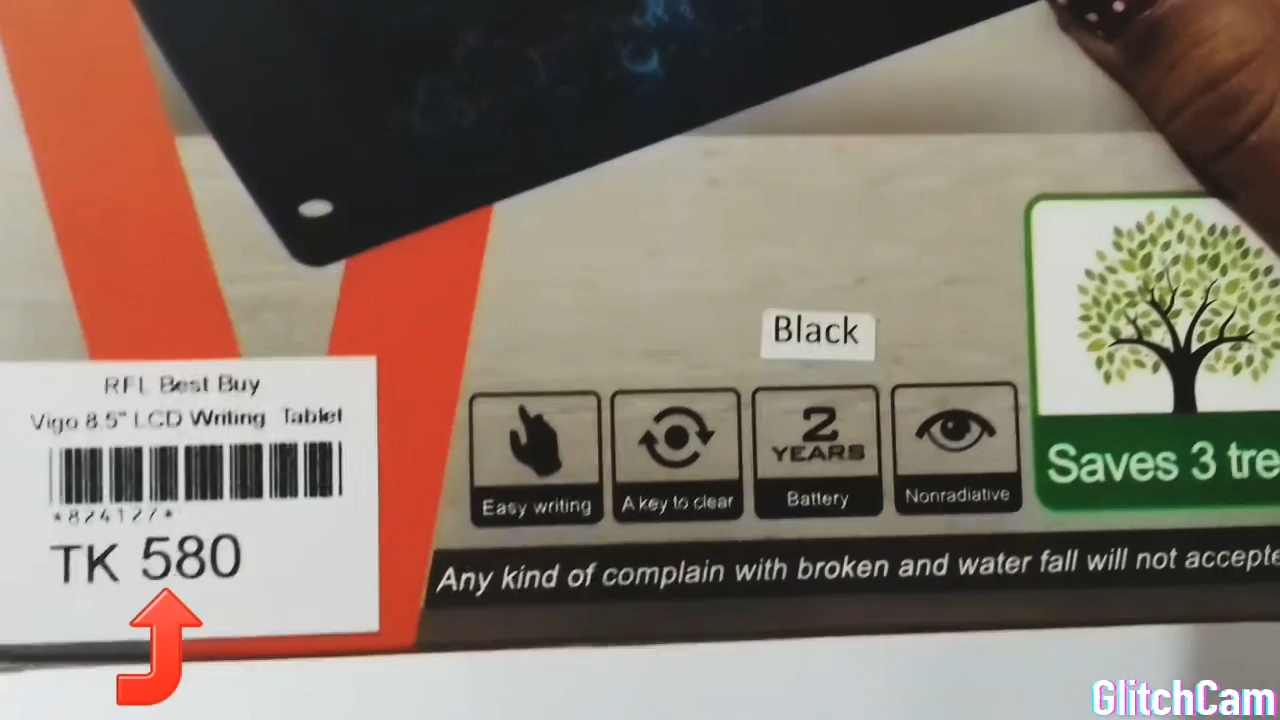 Black
RFL Best Buy
Vigo 8.5" LCD Writing Tablet
*824127*
TK 580
Easy writing
A key to clear
2
YEARS
Battery
Nonradiative
Saves 3 tre
Any kind of complain with broken and water fall will not accepte
GlitchCam